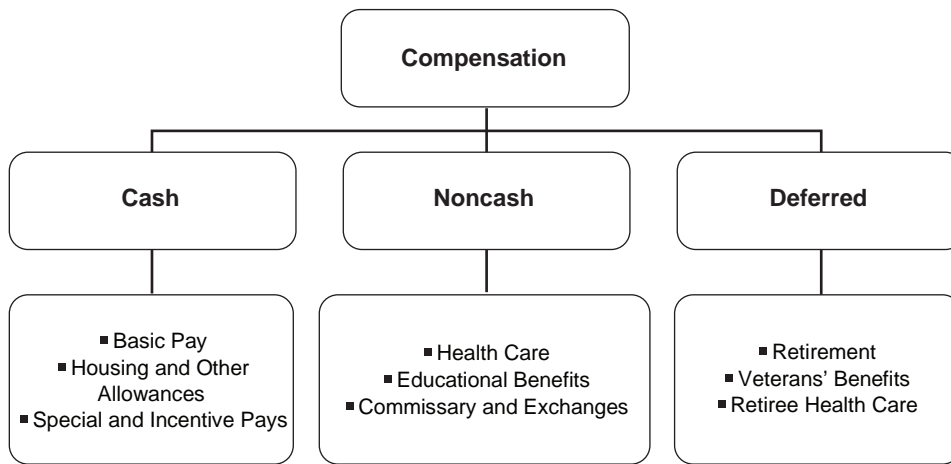 Compensation
Cash
Noncash
Deferred
▪ Basic Pay
▪ Housing and Other
Allowances
▪ Special and Incentive Pays
▪ Health Care
▪ Educational Benefits
▪ Commissary and Exchanges
▪ Retirement
▪ Veterans’ Benefits
▪ Retiree Health Care